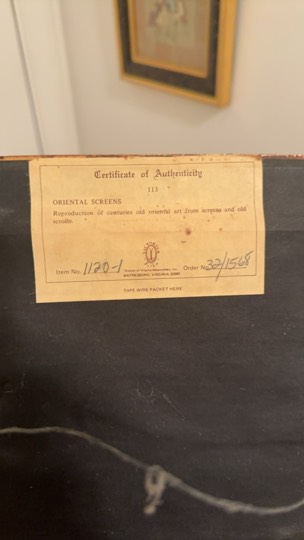 Certificate of Authenticity
113
ORIENTAL SCREENS
Reproduction of centuries old oriental art from screens and old
scrolls.
Item No. 1120-1
Order No. 32/1568
TAPE WIRE PACKET HERE